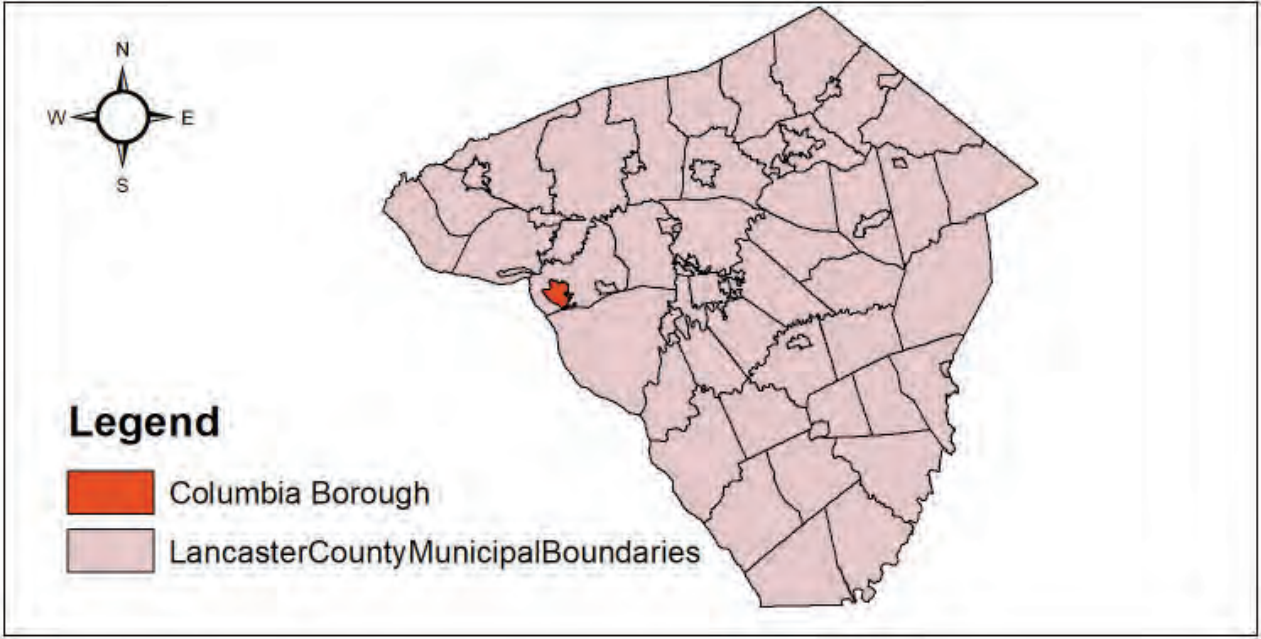 N
W E
S
Legend
Columbia Borough
LancasterCountyMunicipalBoundaries